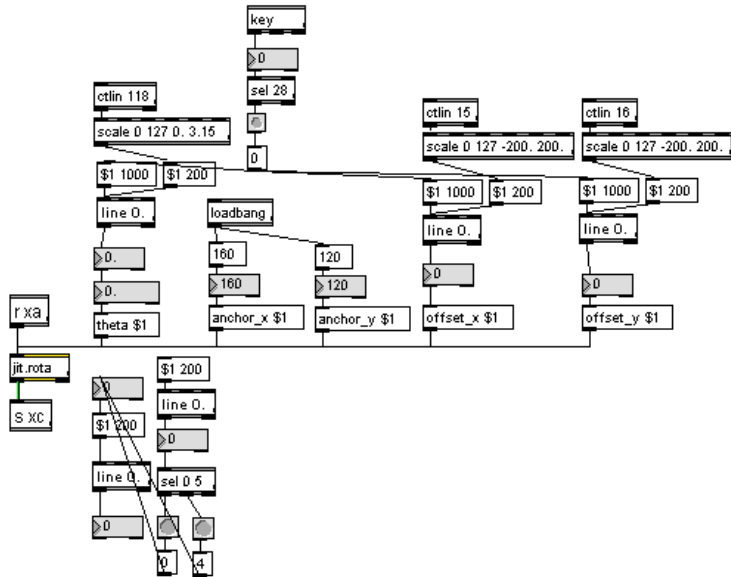 key
0
sel 28
0
ctlin 118
scale 0 127 0. 3.15
$1 1000
$1 200
line 0.
0.
0.
theta $1
loadbang
160
160
anchor_x $1
120
120
anchor_y $1
ctlin 15
scale 0 127 -200. 200.
$1 1000
$1 200
line 0.
0
offset_x $1
ctlin 16
scale 0 127 -200. 200.
$1 1000
$1 200
line 0.
0
offset_y $1
r xa
jit.rota
s xc
0
$1 200
line 0.
0
$1 200
line 0.
0
sel 0 5
0
4